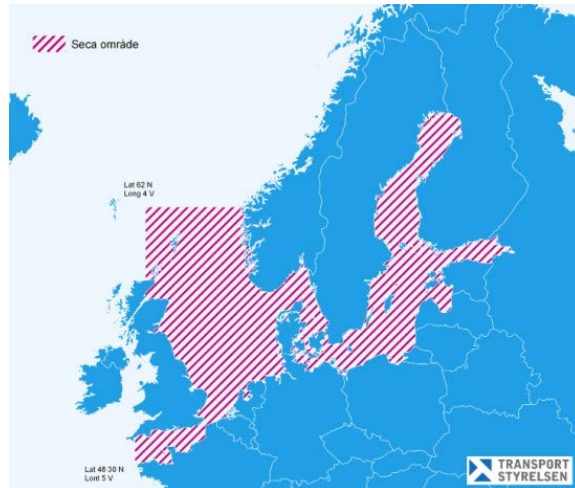 Seca område
Lat 62 N
Long 4 V
Lat 48 30 N
Lont 5 V
TRANSPORT
STYRELSEN